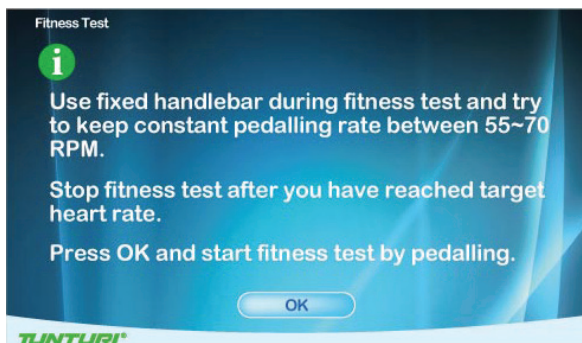 Fitness Test
i
Use fixed handlebar during fitness test and try
to keep constant pedalling rate between 55~70
RPM.
Stop fitness test after you have reached target
heart rate.
Press OK and start fitness test by pedalling.
OK
TUNTURI®